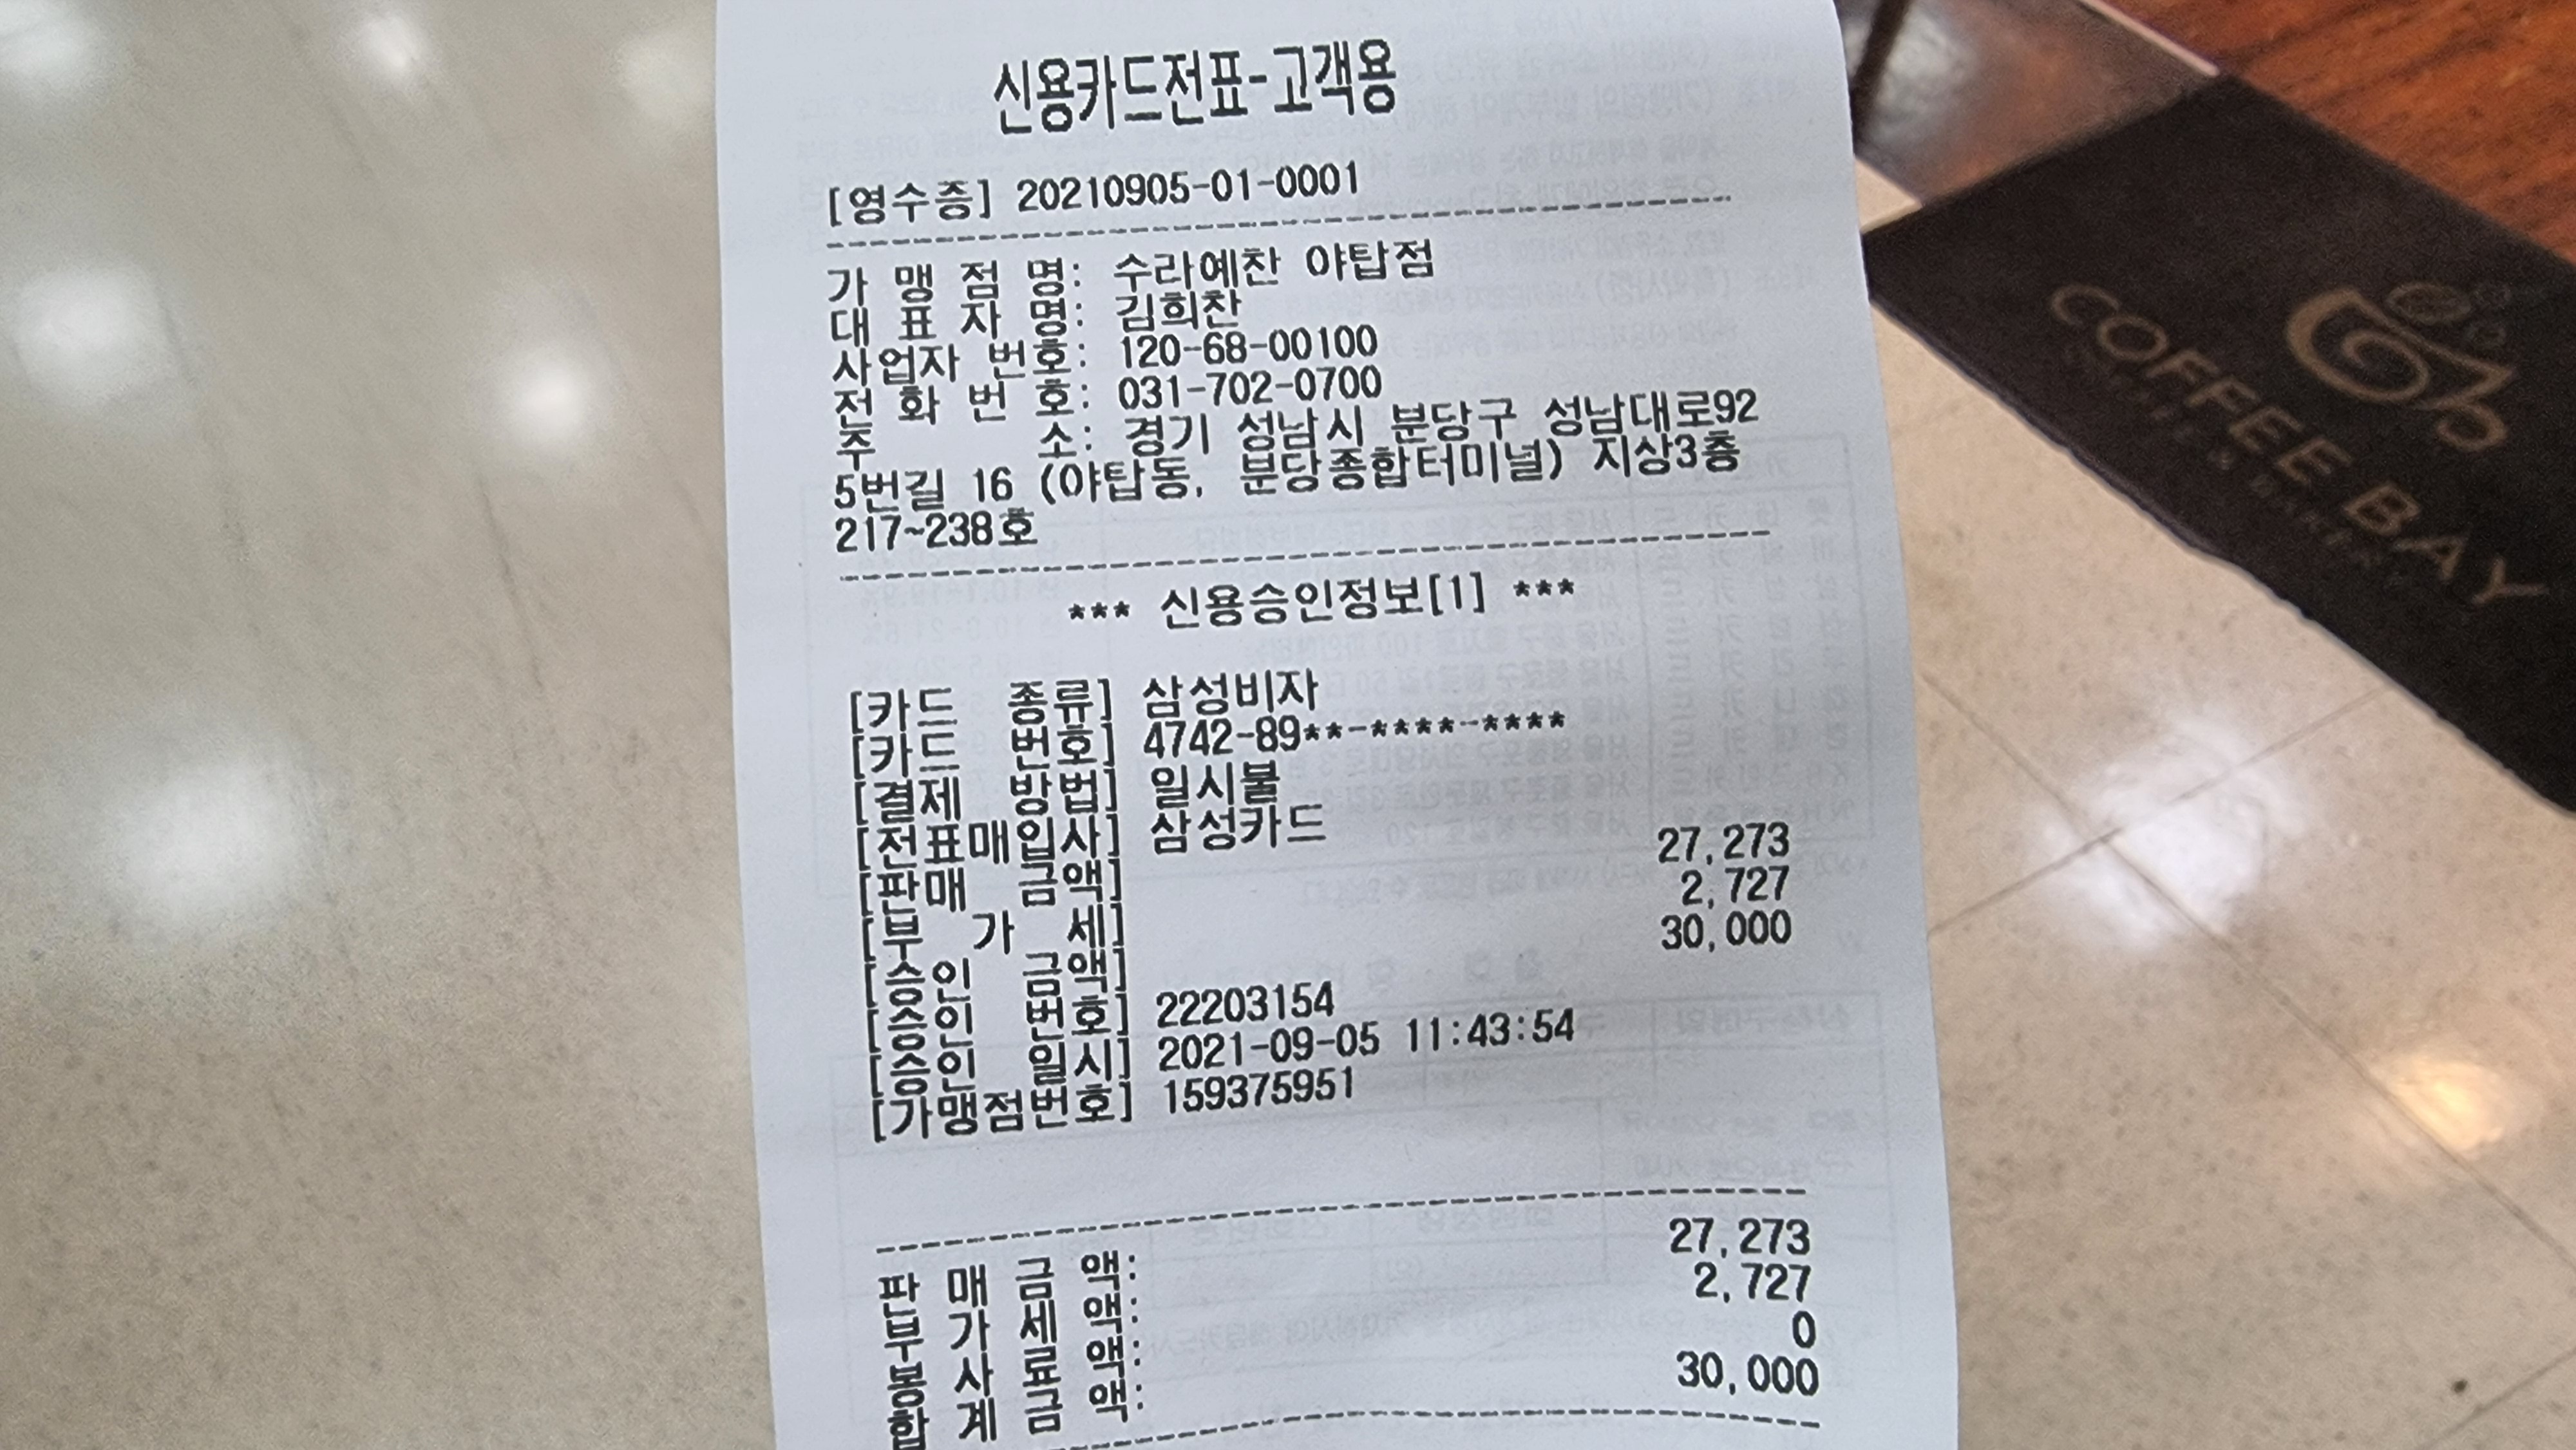 신용카드전표-고객용
[영수증] 20210905-01-0001
가 맹 점 명: 수라예찬 야탑점
대 표 자 명: 김희찬
사업자 번호: 120-68-00100
전 화 번 호: 031-702-0700
주 소: 경기 성남시 분당구 성남대로92
5번길 16 (야탑동, 분당종합터미널) 지상3층
217~238호
*** 신용승인정보[1] ***
[카드 종류] 삼성비자
[카드 번호] 4742-89**-****-****
[결제 방법] 일시불
[전표매입사] 삼성카드
[판매 금액] 27,273
[부 가 세] 2,727
[승인 금액] 30,000
[승인 번호] 22203154
[승인 일시] 2021-09-05 11:43:54
[가맹점번호] 159375951
판 매 금 액: 27,273
부 가 세 액: 2,727
봉 사 료 액: 0
합 계 금 액: 30,000
COFFEE BAY